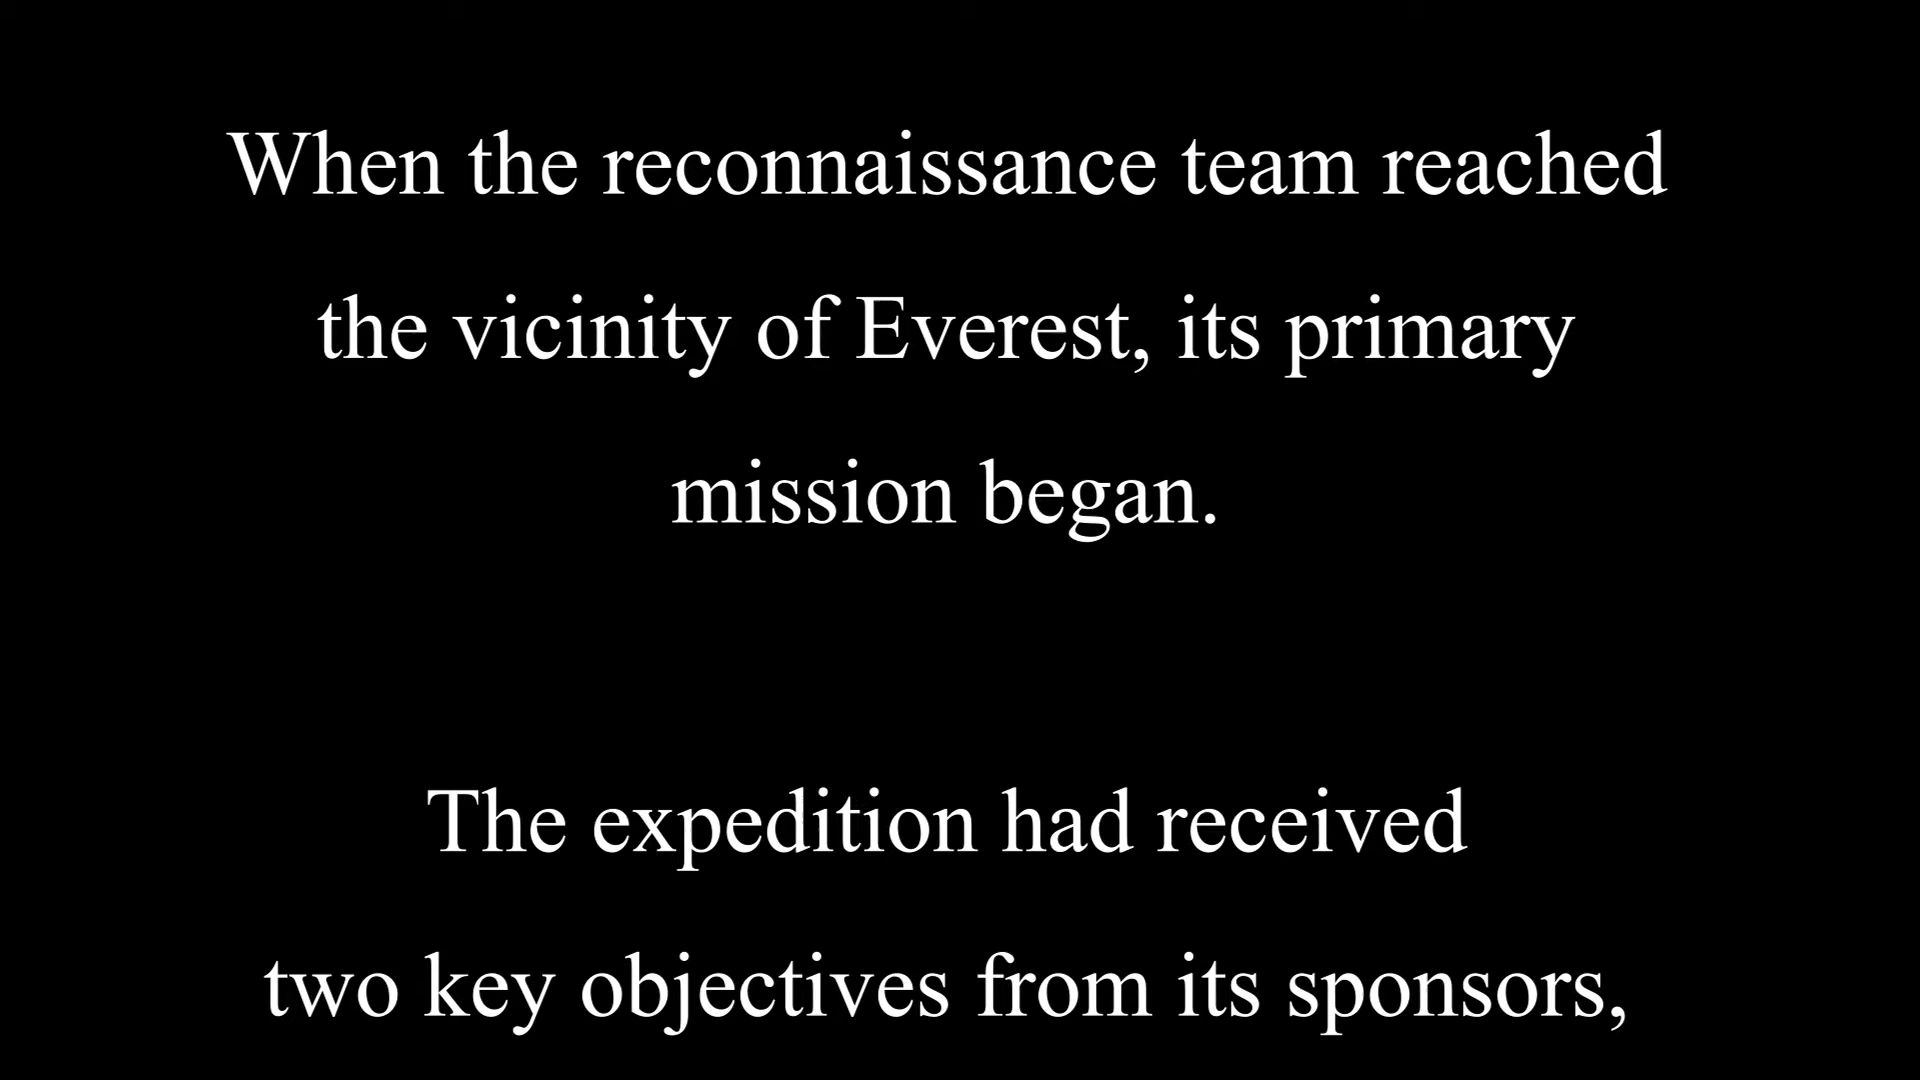 When the reconnaissance team reached
the vicinity of Everest, its primary
mission began.
The expedition had received
two key objectives from its sponsors,